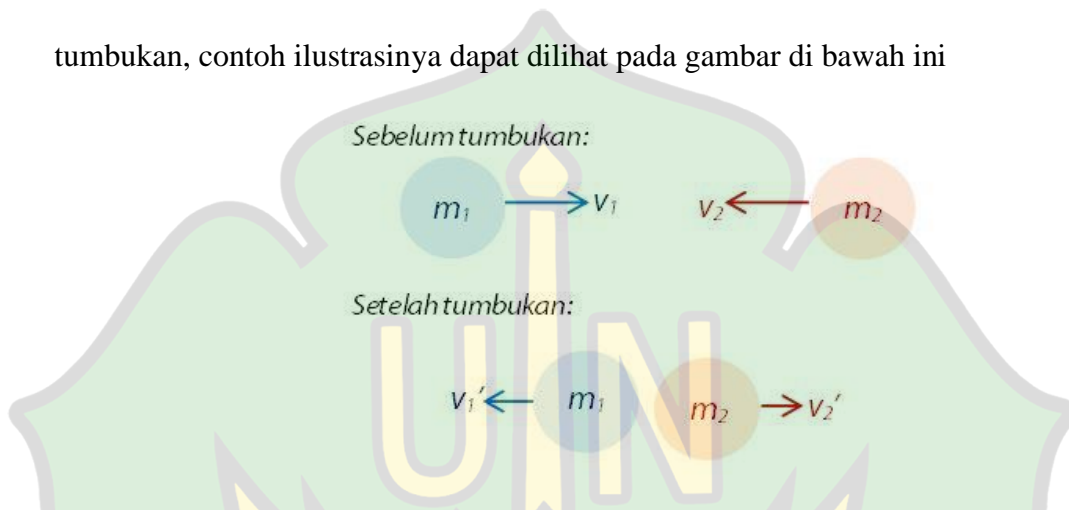 tumbukan, contoh ilustrasinya dapat dilihat pada gambar di bawah ini
Sebelum tumbukan:
m₁ v₁ v₂ m₂
Setelah tumbukan:
v₁′ m₁ m₂ v₂′
UIN